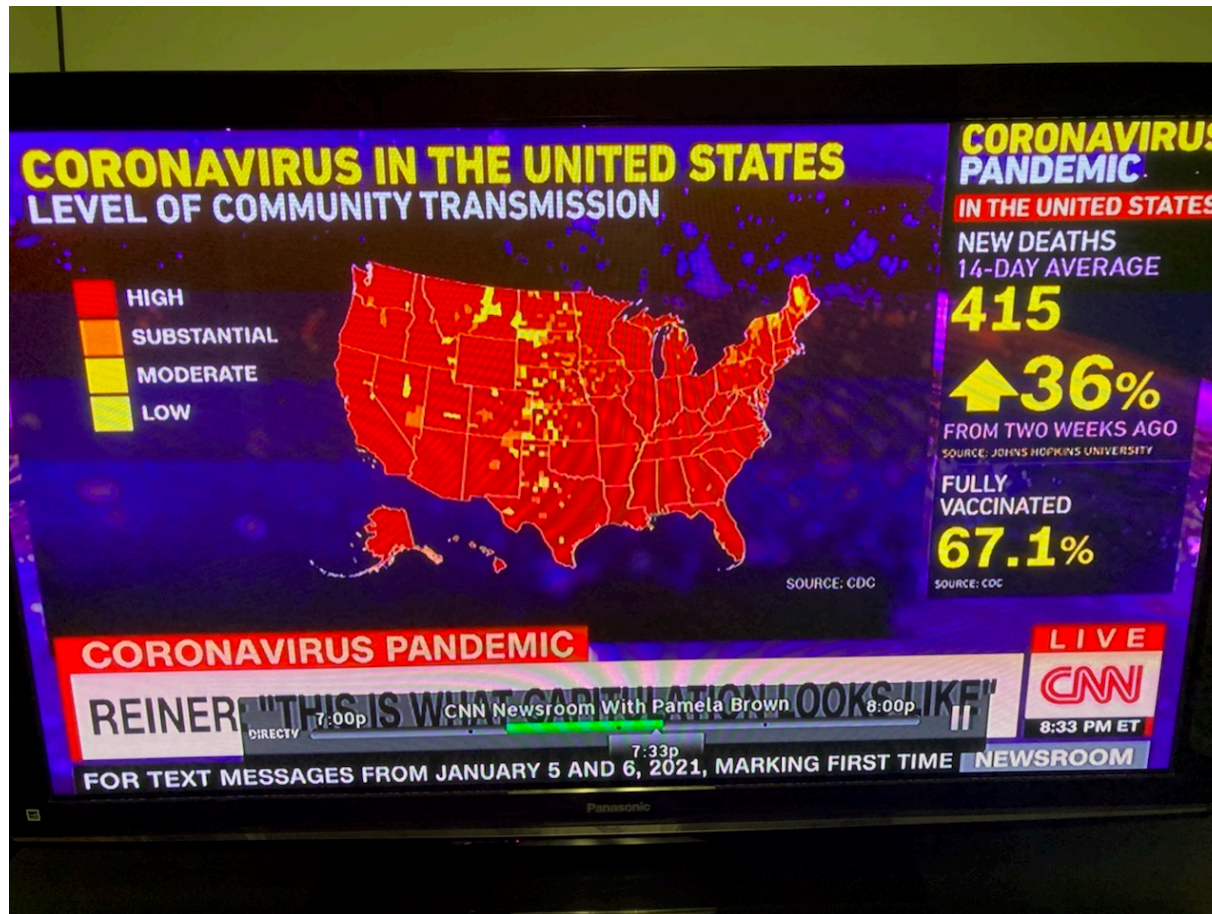 CORONAVIRUS IN THE UNITED STATES
LEVEL OF COMMUNITY TRANSMISSION
HIGH
SUBSTANTIAL
MODERATE
LOW
SOURCE: CDC
CORONAVIRUS
PANDEMIC
IN THE UNITED STATES
NEW DEATHS
14-DAY AVERAGE
415
36%
FROM TWO WEEKS AGO
SOURCE: JOHNS HOPKINS UNIVERSITY
FULLY
VACCINATED
67.1%
SOURCE: CDC
CORONAVIRUS PANDEMIC
REINER: "THIS IS WHAT CAPITULATION LOOKS LIKE"
7:00p CNN Newsroom With Pamela Brown 8:00p
DIRECTV
7:33p
LIVE
CNN
8:33 PM ET
FOR TEXT MESSAGES FROM JANUARY 5 AND 6, 2021, MARKING FIRST TIME
NEWSROOM
Panasonic